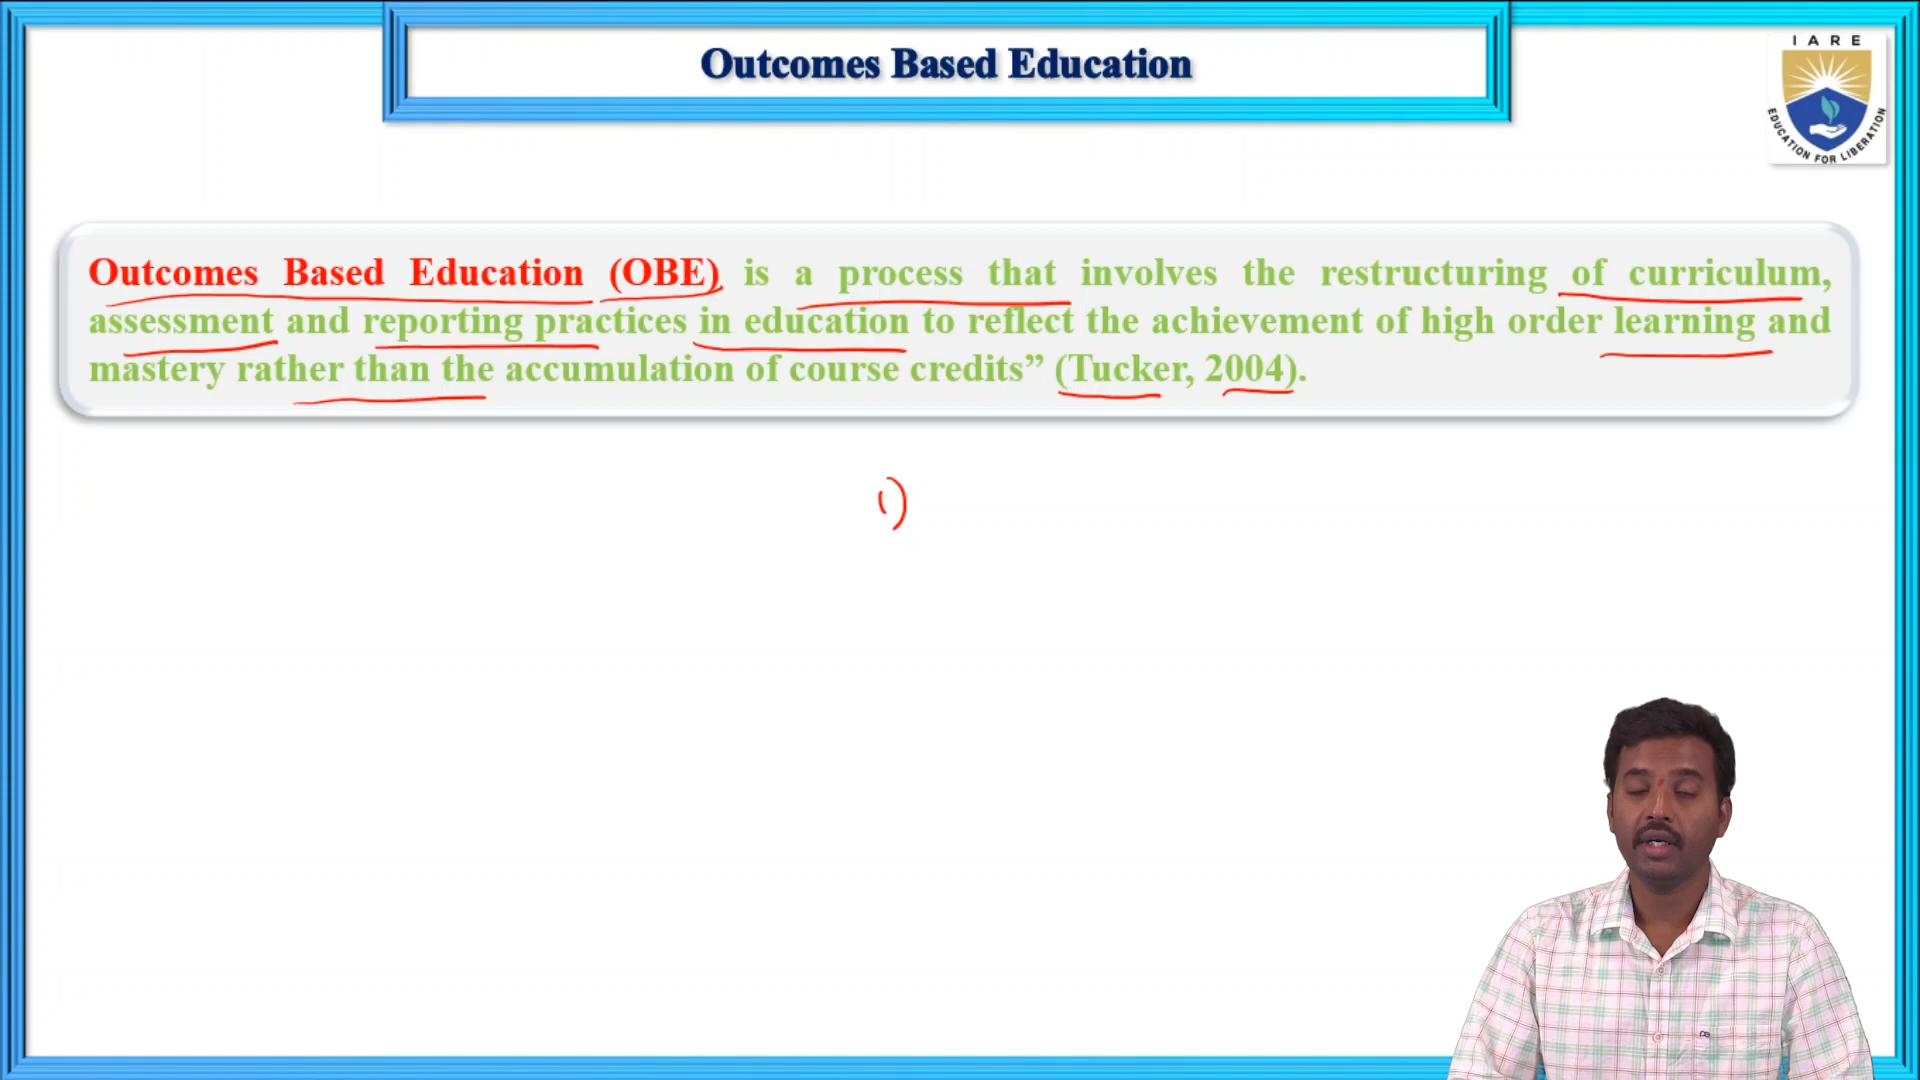 Outcomes Based Education
I A R E
EDUCATION FOR LIBERATION
Outcomes Based Education (OBE) is a process that involves the restructuring of curriculum,
assessment and reporting practices in education to reflect the achievement of high order learning and
mastery rather than the accumulation of course credits” (Tucker, 2004).
1)